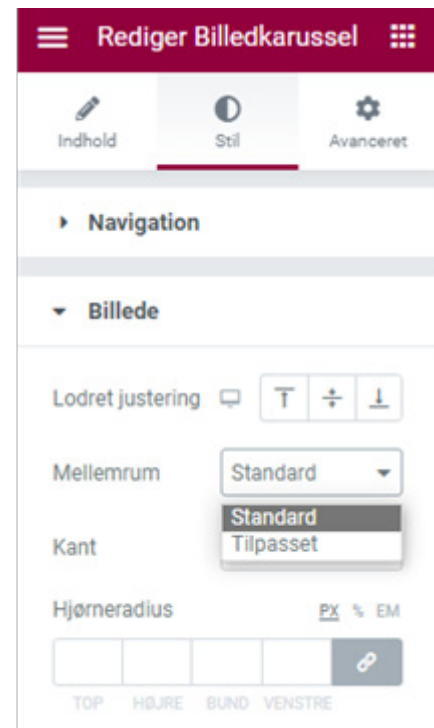 Rediger Billedkarussel
Indhold Stil Avanceret
Navigation
Billede
Lodret justering
Mellemrum Standard
Standard
Tilpasset
Kant
Hjørneradius PX % EM
TOP HØJRE BUND VENSTRE